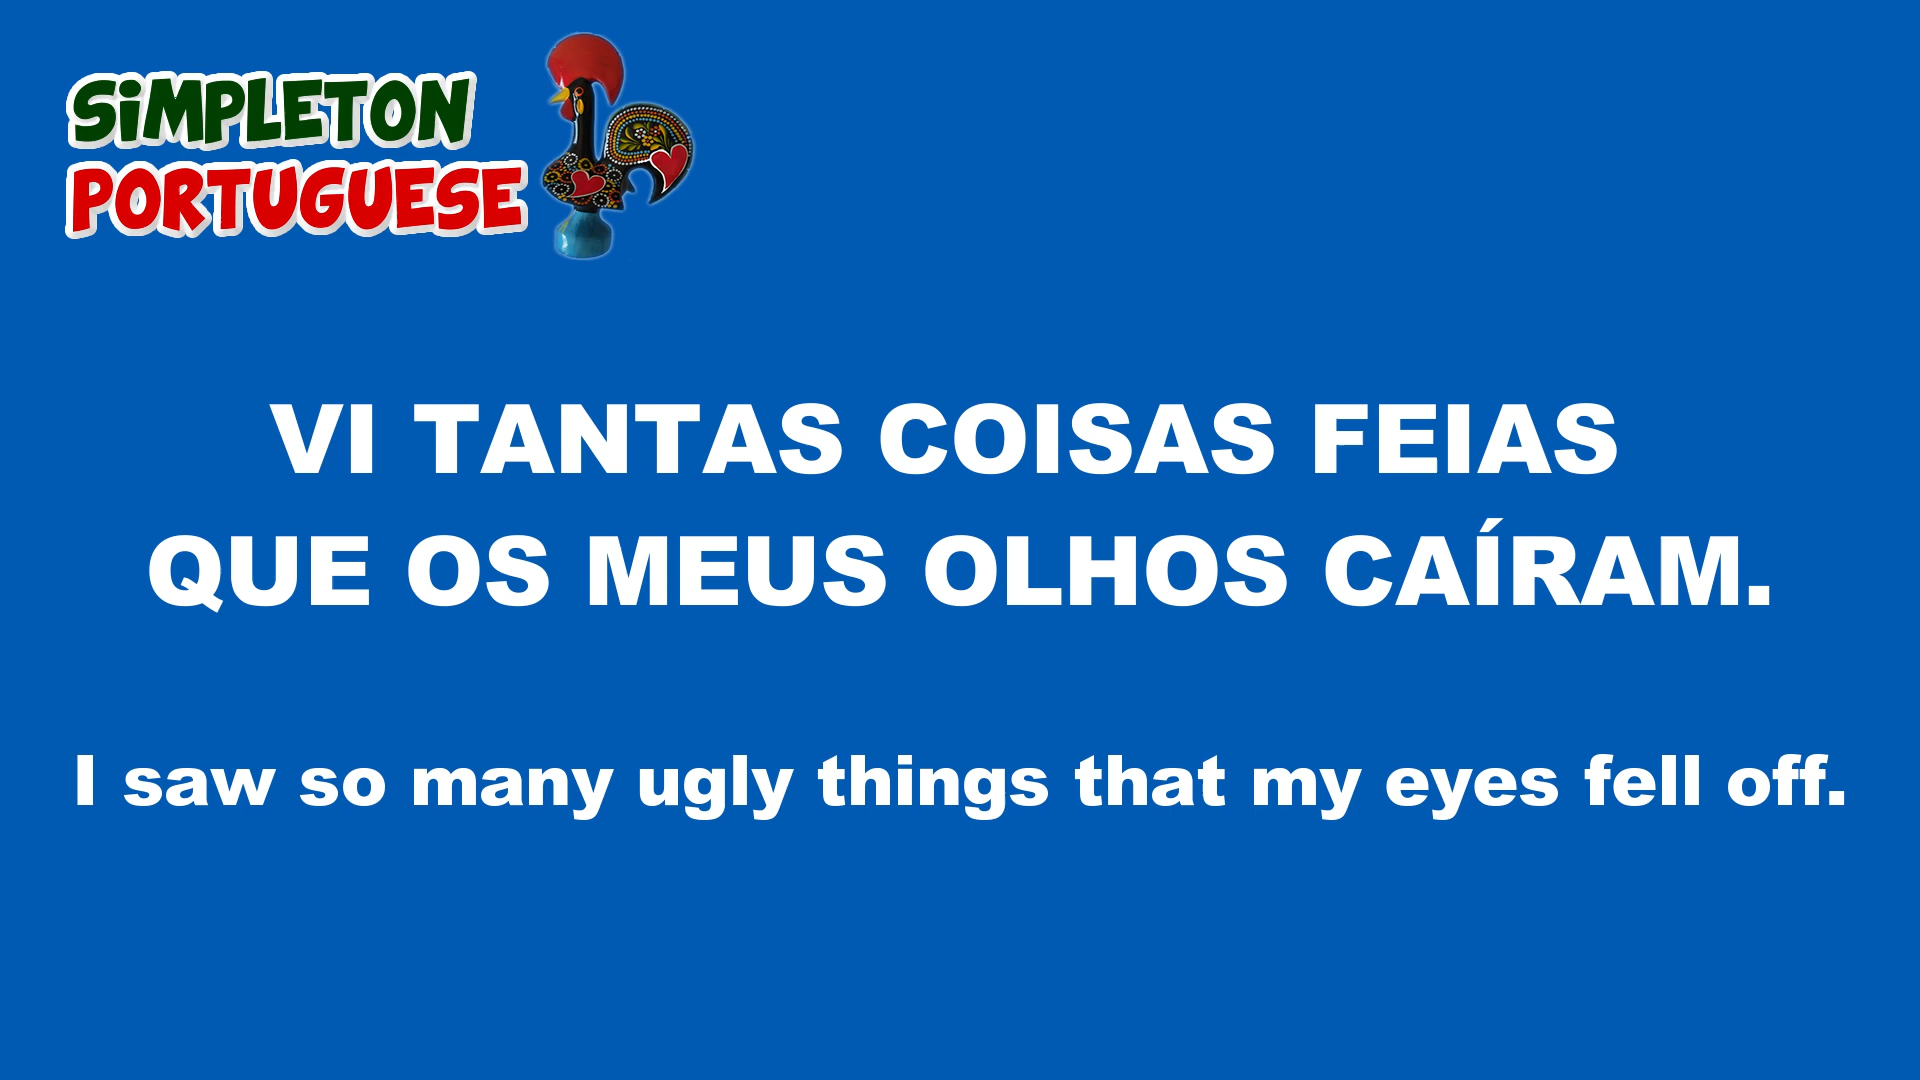 SiMPLETON
PORTUGUESE
VI TANTAS COISAS FEIAS
QUE OS MEUS OLHOS CAÍRAM.
I saw so many ugly things that my eyes fell off.